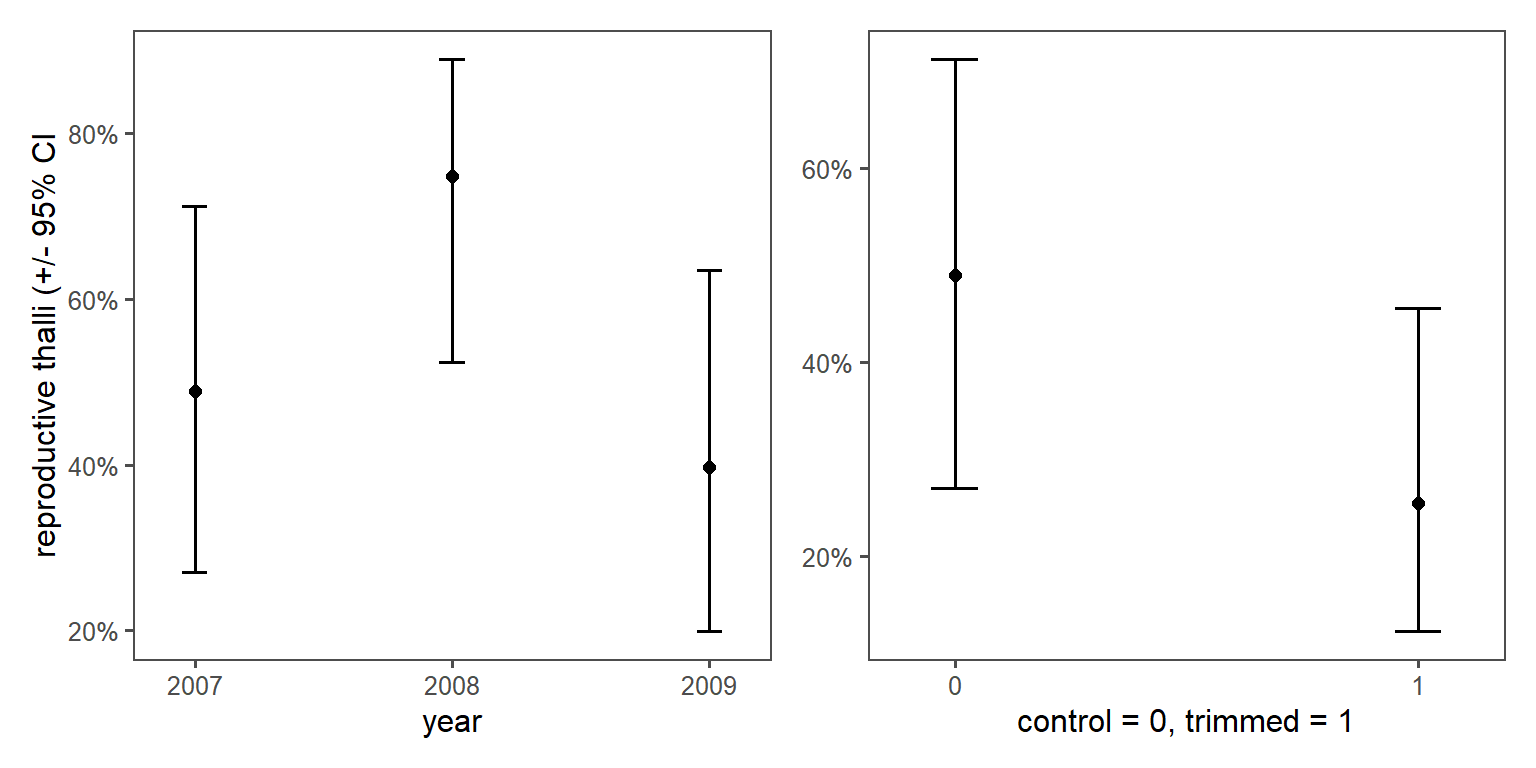 reproductive thalli (+/- 95% CI
80%
60%
40%
20%
2007 2008 2009
year
60%
40%
20%
0 1
control = 0, trimmed = 1